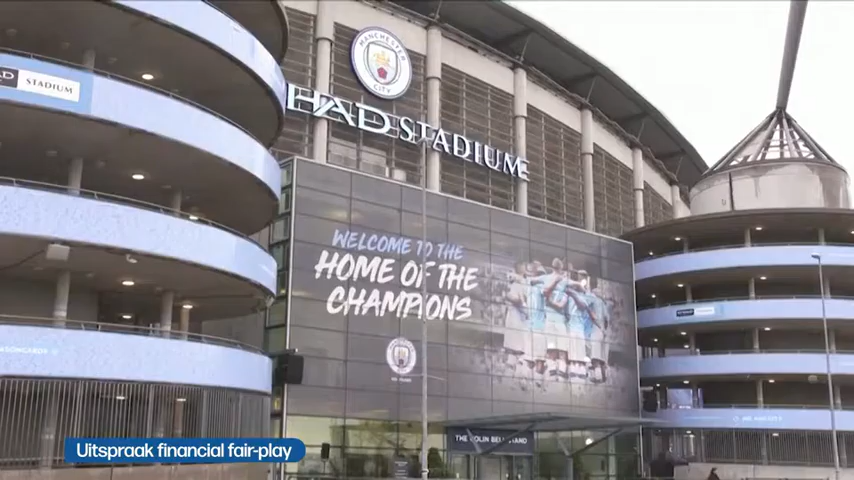 MANCHESTER
CITY
HAD STADIUM
AD STADIUM
WELCOME TO THE
HOME OF THE
CHAMPIONS
THE COLIN BELL STAND
Uitspraak financial fair-play